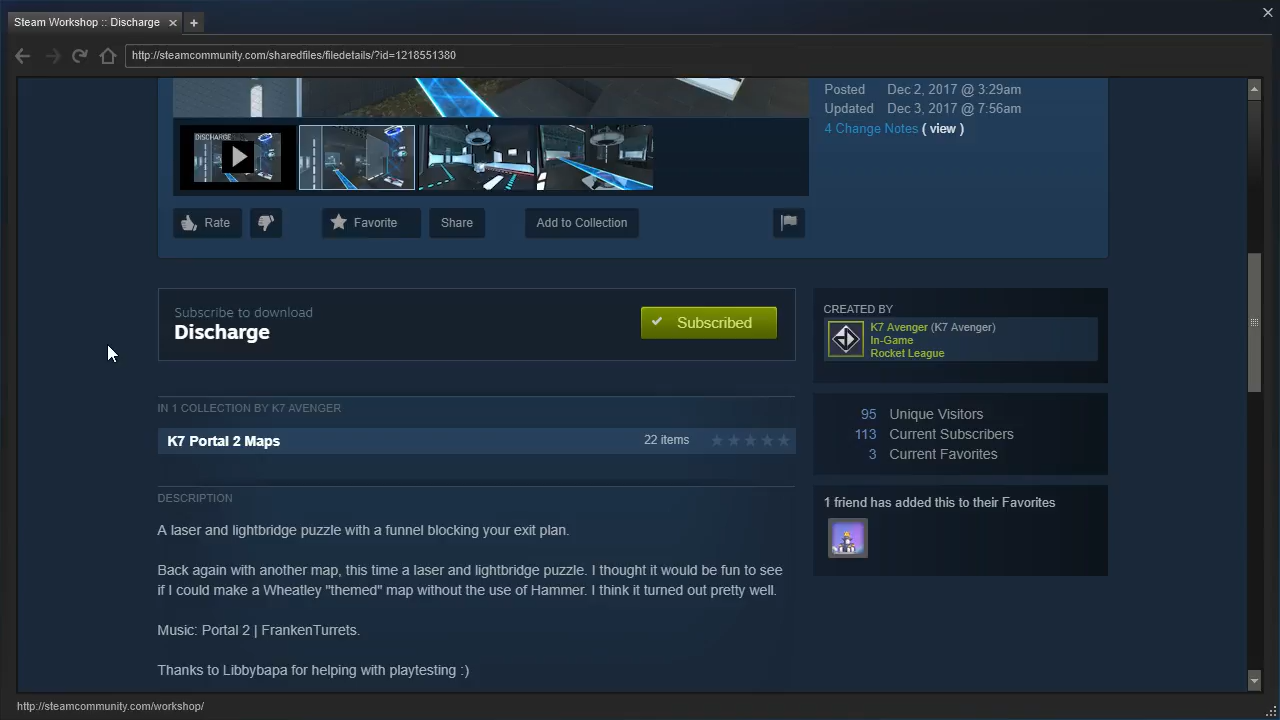 Steam Workshop :: Discharge
http://steamcommunity.com/sharedfiles/filedetails/?id=1218551380
Posted Dec 2, 2017 @ 3:29am
Updated Dec 3, 2017 @ 7:56am
4 Change Notes ( view )
DISCHARGE
Rate
Favorite
Share
Add to Collection
Subscribe to download
Discharge
Subscribed
CREATED BY
K7 Avenger (K7 Avenger)
In-Game
Rocket League
IN 1 COLLECTION BY K7 AVENGER
K7 Portal 2 Maps 22 items
95 Unique Visitors
113 Current Subscribers
3 Current Favorites
1 friend has added this to their Favorites
DESCRIPTION
A laser and lightbridge puzzle with a funnel blocking your exit plan.
Back again with another map, this time a laser and lightbridge puzzle. I thought it would be fun to see
if I could make a Wheatley "themed" map without the use of Hammer. I think it turned out pretty well.
Music: Portal 2 | FrankenTurrets.
Thanks to Libbybapa for helping with playtesting :)
http://steamcommunity.com/workshop/